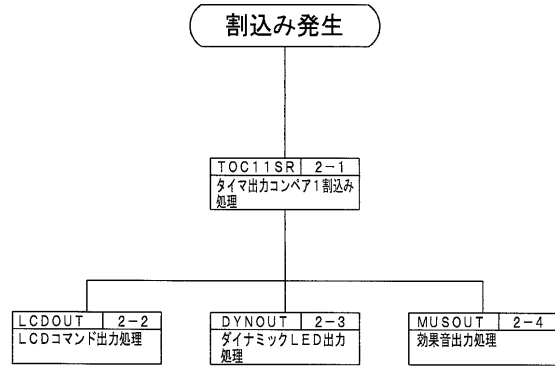 割込み発生
TOC11SR 2-1
タイマ出力コンペア1割込み
処理
LCDOUT 2-2
LCDコマンド出力処理
DYNOUT 2-3
ダイナミックLED出力
処理
MUSOUT 2-4
効果音出力処理